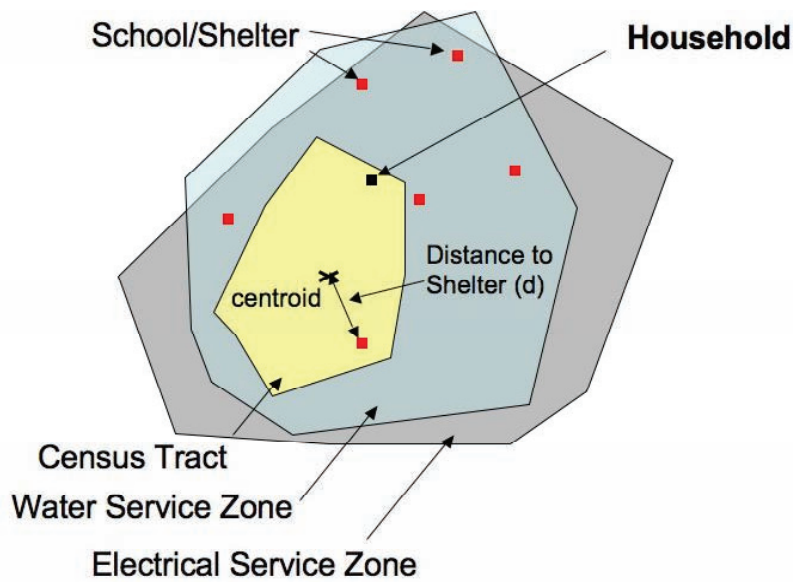 School/Shelter
Household
Distance to
Shelter (d)
centroid
Census Tract
Water Service Zone
Electrical Service Zone